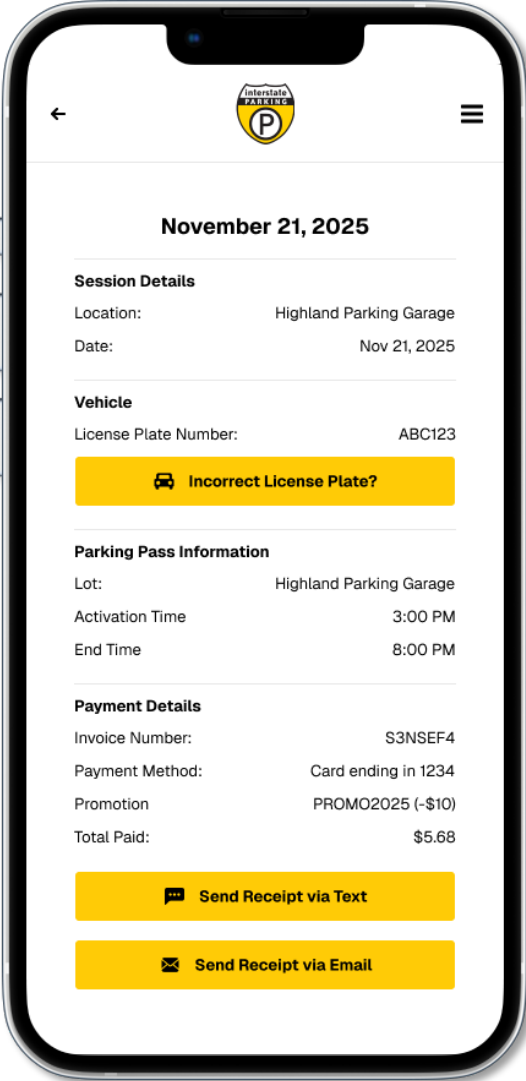 interstate
PARKING
P
November 21, 2025
Session Details
Location: Highland Parking Garage
Date: Nov 21, 2025
Vehicle
License Plate Number: ABC123
Incorrect License Plate?
Parking Pass Information
Lot: Highland Parking Garage
Activation Time 3:00 PM
End Time 8:00 PM
Payment Details
Invoice Number: S3NSEF4
Payment Method: Card ending in 1234
Promotion PROMO2025 (-$10)
Total Paid: $5.68
Send Receipt via Text
Send Receipt via Email